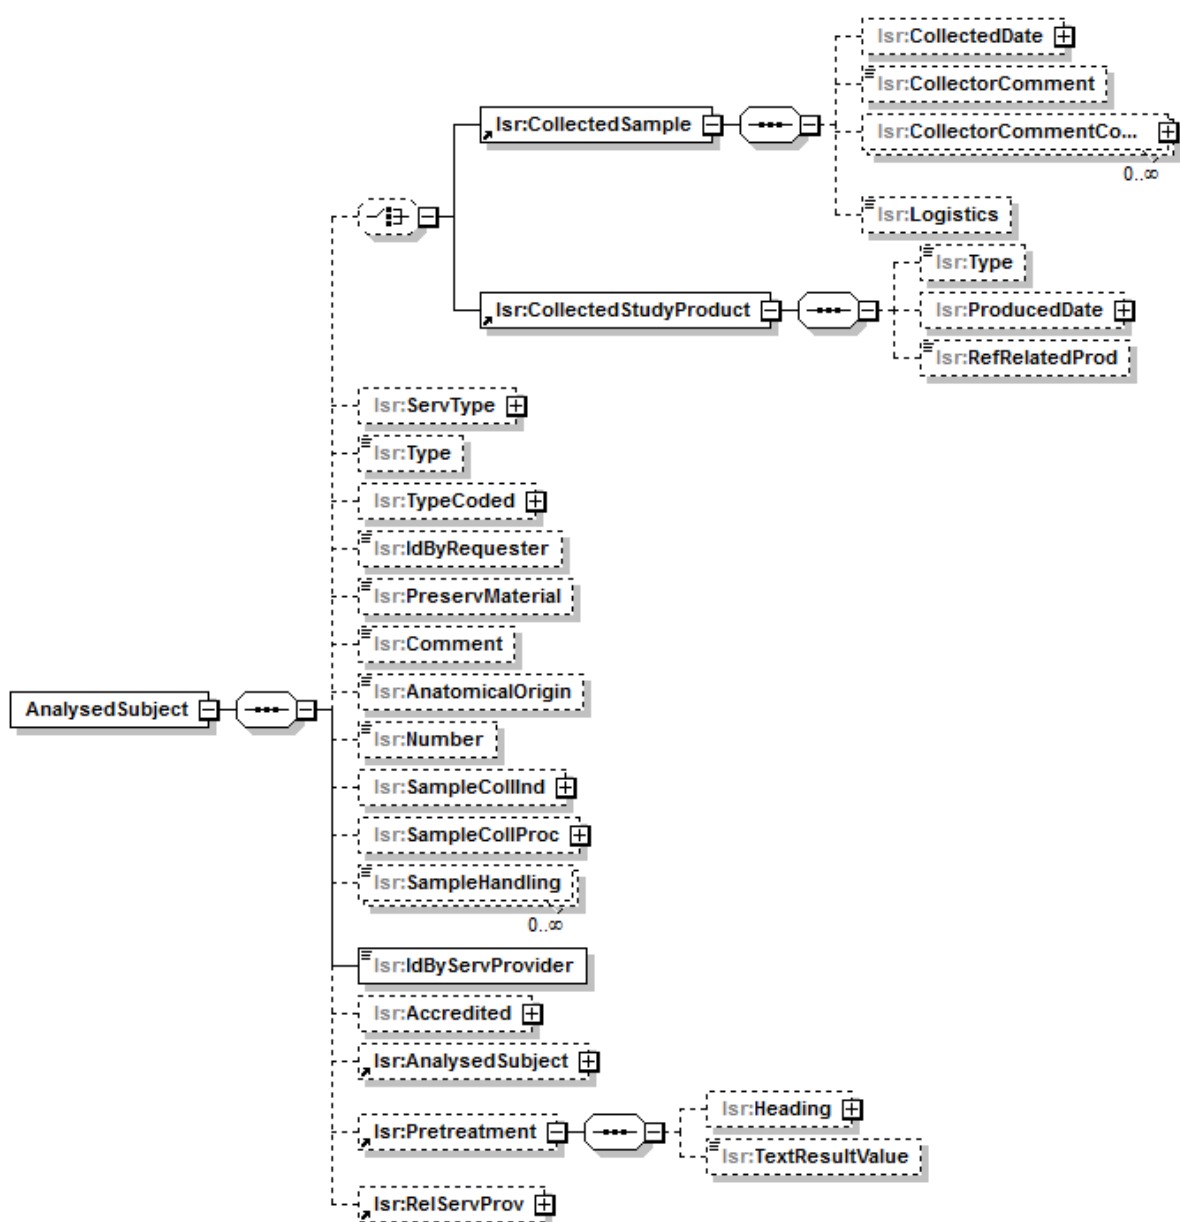 lsr:CollectedDate
lsr:CollectorComment
lsr:CollectedSample
lsr:CollectorCommentCo...
0..∞
lsr:Logistics
lsr:Type
lsr:CollectedStudyProduct
lsr:ProducedDate
lsr:RefRelatedProd
lsr:ServType
lsr:Type
lsr:TypeCoded
lsr:IdByRequester
lsr:PreservMaterial
lsr:Comment
lsr:AnatomicalOrigin
AnalysedSubject
lsr:Number
lsr:SampleCollInd
lsr:SampleCollProc
lsr:SampleHandling
0..∞
lsr:IdByServProvider
lsr:Accredited
lsr:AnalysedSubject
lsr:Heading
lsr:Pretreatment
lsr:TextResultValue
lsr:RelServProv